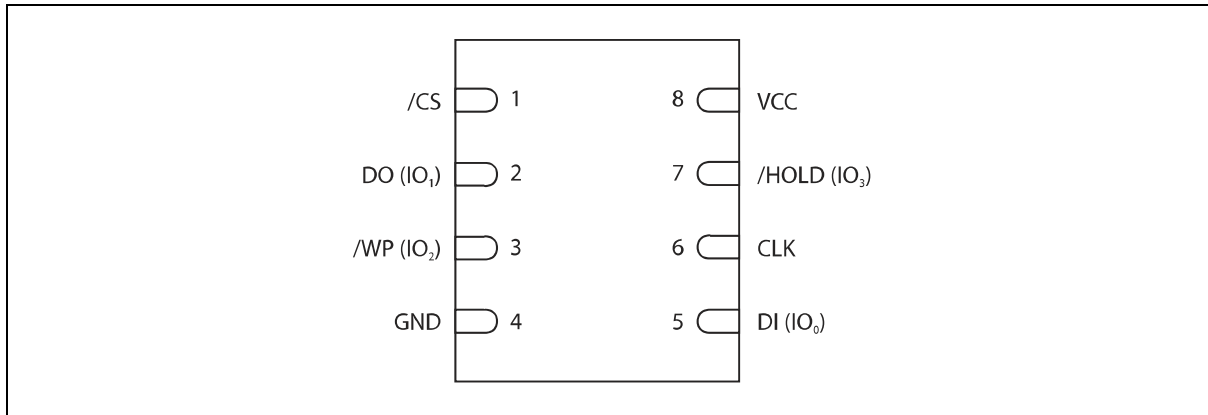 /CS 1 8 VCC
DO (IO₁) 2 7 /HOLD (IO₃)
/WP (IO₂) 3 6 CLK
GND 4 5 DI (IO₀)